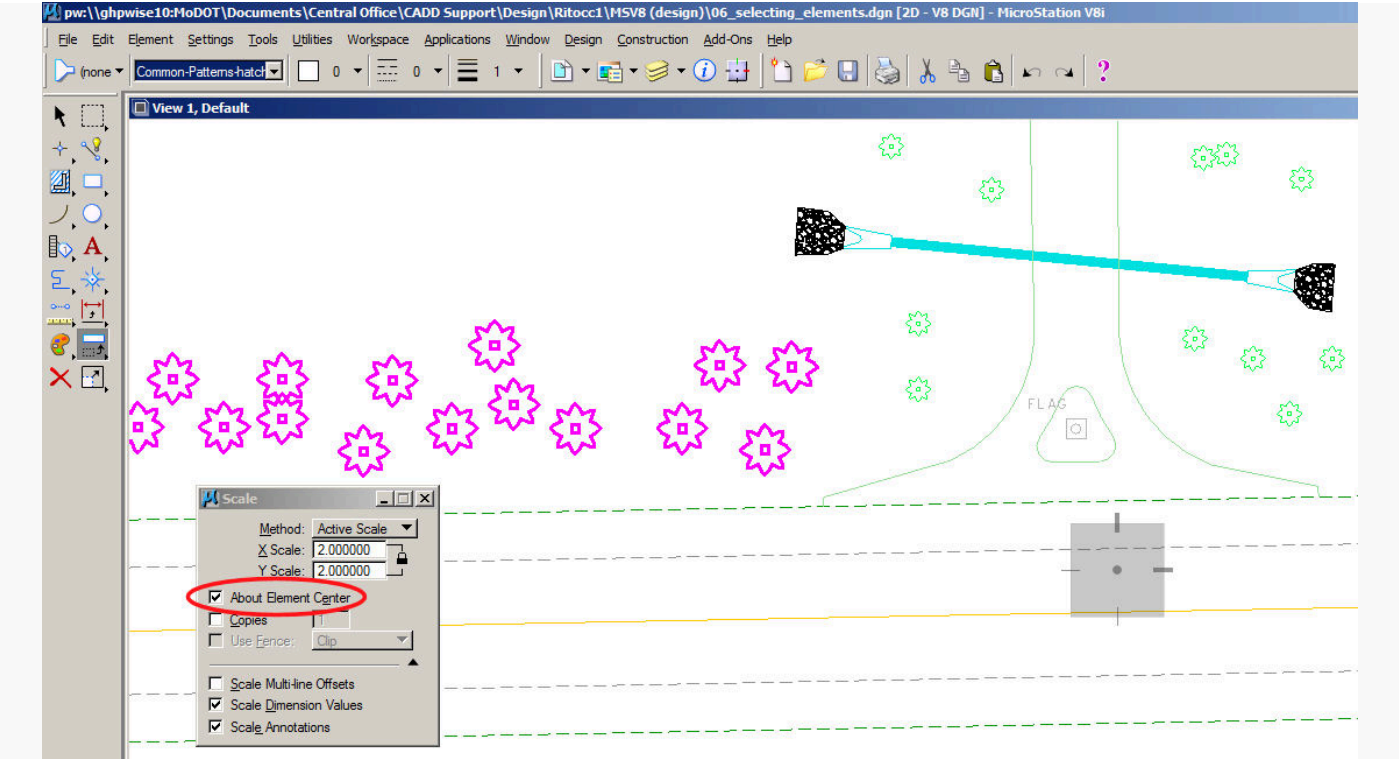 pw:\\ghpwise10:MoDOT\Documents\Central Office\CADD Support\Design\Ritocc1\MSV8 (design)\06_selecting_elements.dgn [2D - V8 DGN] - MicroStation V8i
File Edit Element Settings Tools Utilities Workspace Applications Window Design Construction Add-Ons Help
(none Common-Patterns-hatch 0 0 1
View 1, Default
FLAG
Scale
Method: Active Scale
X Scale: 2.000000
Y Scale: 2.000000
About Element Center
Copies 1
Use Fence: Clip
Scale Multi-line Offsets
Scale Dimension Values
Scale Annotations